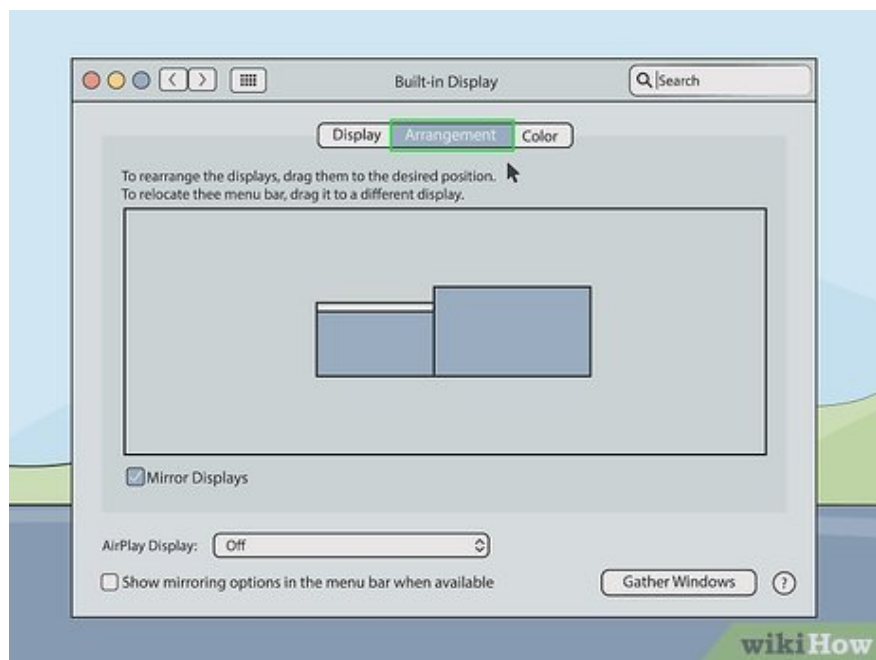 Built-in Display
Search
Display Arrangement Color
To rearrange the displays, drag them to the desired position.
To relocate thee menu bar, drag it to a different display.
Mirror Displays
AirPlay Display: Off
Show mirroring options in the menu bar when available
Gather Windows ?
wikiHow